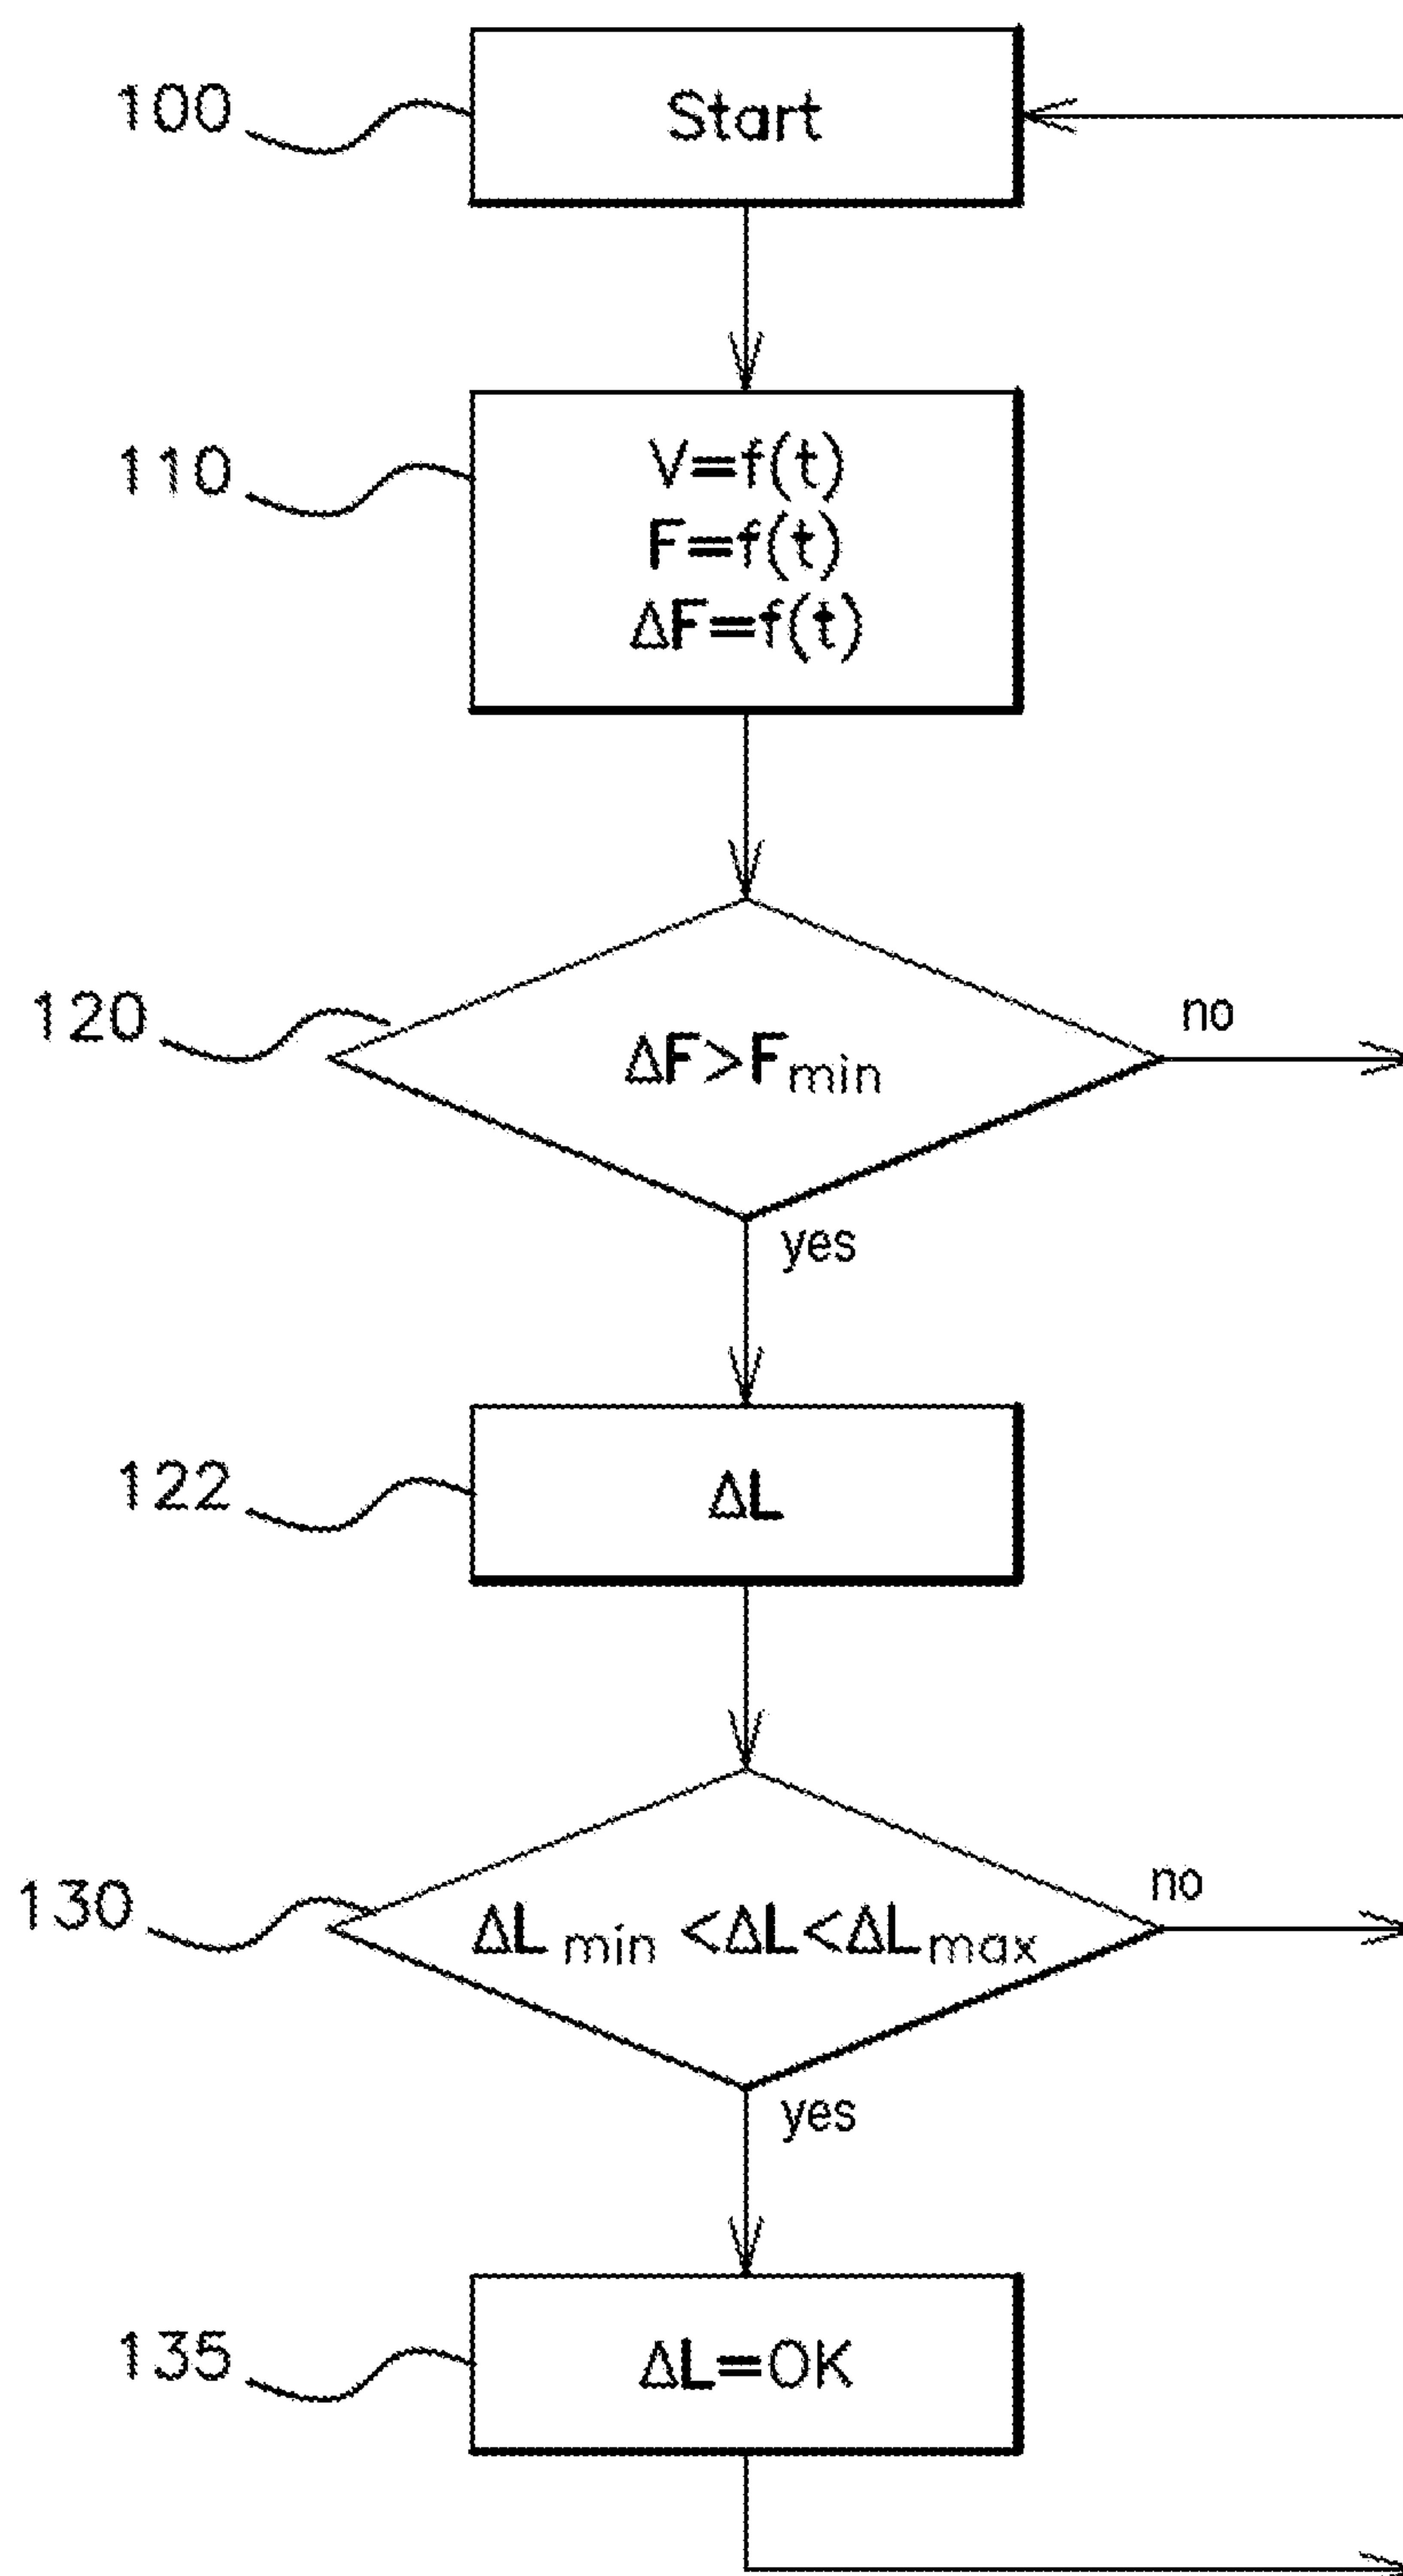 100
Start
110
V=f(t)
F=f(t)
ΔF=f(t)
120
ΔF>Fmin
no
yes
122
ΔL
130
ΔLmin <ΔL<ΔLmax
no
yes
135
ΔL=OK